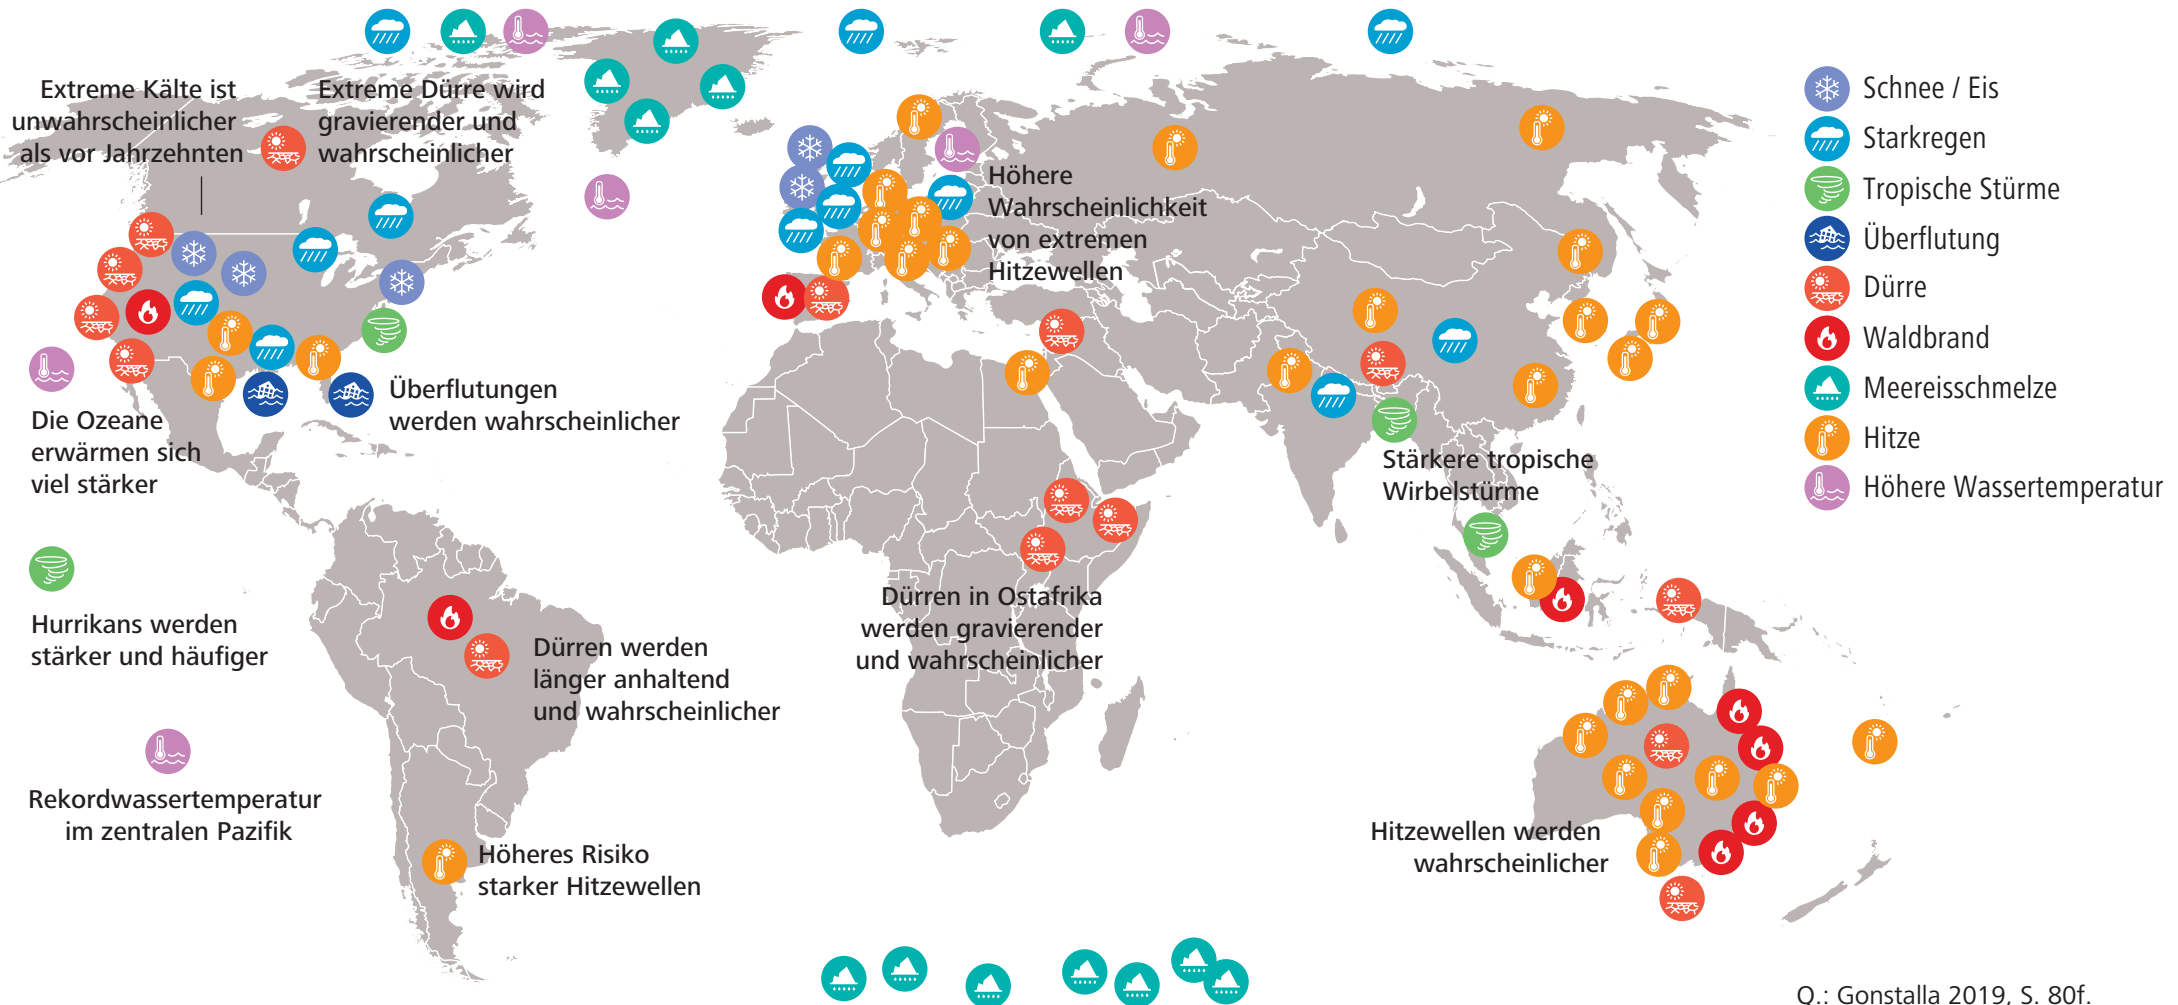 Extreme Kälte ist
unwahrscheinlicher
als vor Jahrzehnten
Extreme Dürre wird
gravierender und
wahrscheinlicher
Höhere
Wahrscheinlichkeit
von extremen
Hitzewellen
Schnee / Eis
Starkregen
Tropische Stürme
Überflutung
Dürre
Waldbrand
Meereisschmelze
Hitze
Höhere Wassertemperatur
Die Ozeane
erwärmen sich
viel stärker
Überflutungen
werden wahrscheinlicher
Stärkere tropische
Wirbelstürme
Hurrikans werden
stärker und häufiger
Dürren werden
länger anhaltend
und wahrscheinlicher
Dürren in Ostafrika
werden gravierender
und wahrscheinlicher
Rekordwassertemperatur
im zentralen Pazifik
Höheres Risiko
starker Hitzewellen
Hitzewellen werden
wahrscheinlicher
Q.: Gonstalla 2019, S. 80f.